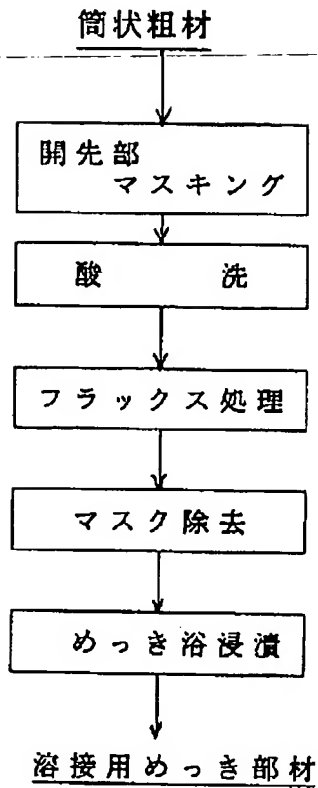 筒状粗材
開先部
マスキング
酸洗
フラックス処理
マスク除去
めっき浴浸漬
溶接用めっき部材